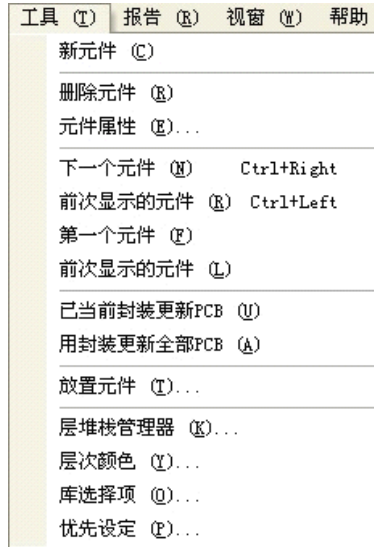 工具 (T) 报告 (R) 视窗 (W) 帮助
新元件 (C)
删除元件 (R)
元件属性 (E)...
下一个元件 (N) Ctrl+Right
前次显示的元件 (R) Ctrl+Left
第一个元件 (F)
前次显示的元件 (L)
已当前封装更新PCB (U)
用封装更新全部PCB (A)
放置元件 (T)...
层堆栈管理器 (K)...
层次颜色 (Y)...
库选择项 (O)...
优先设定 (P)...